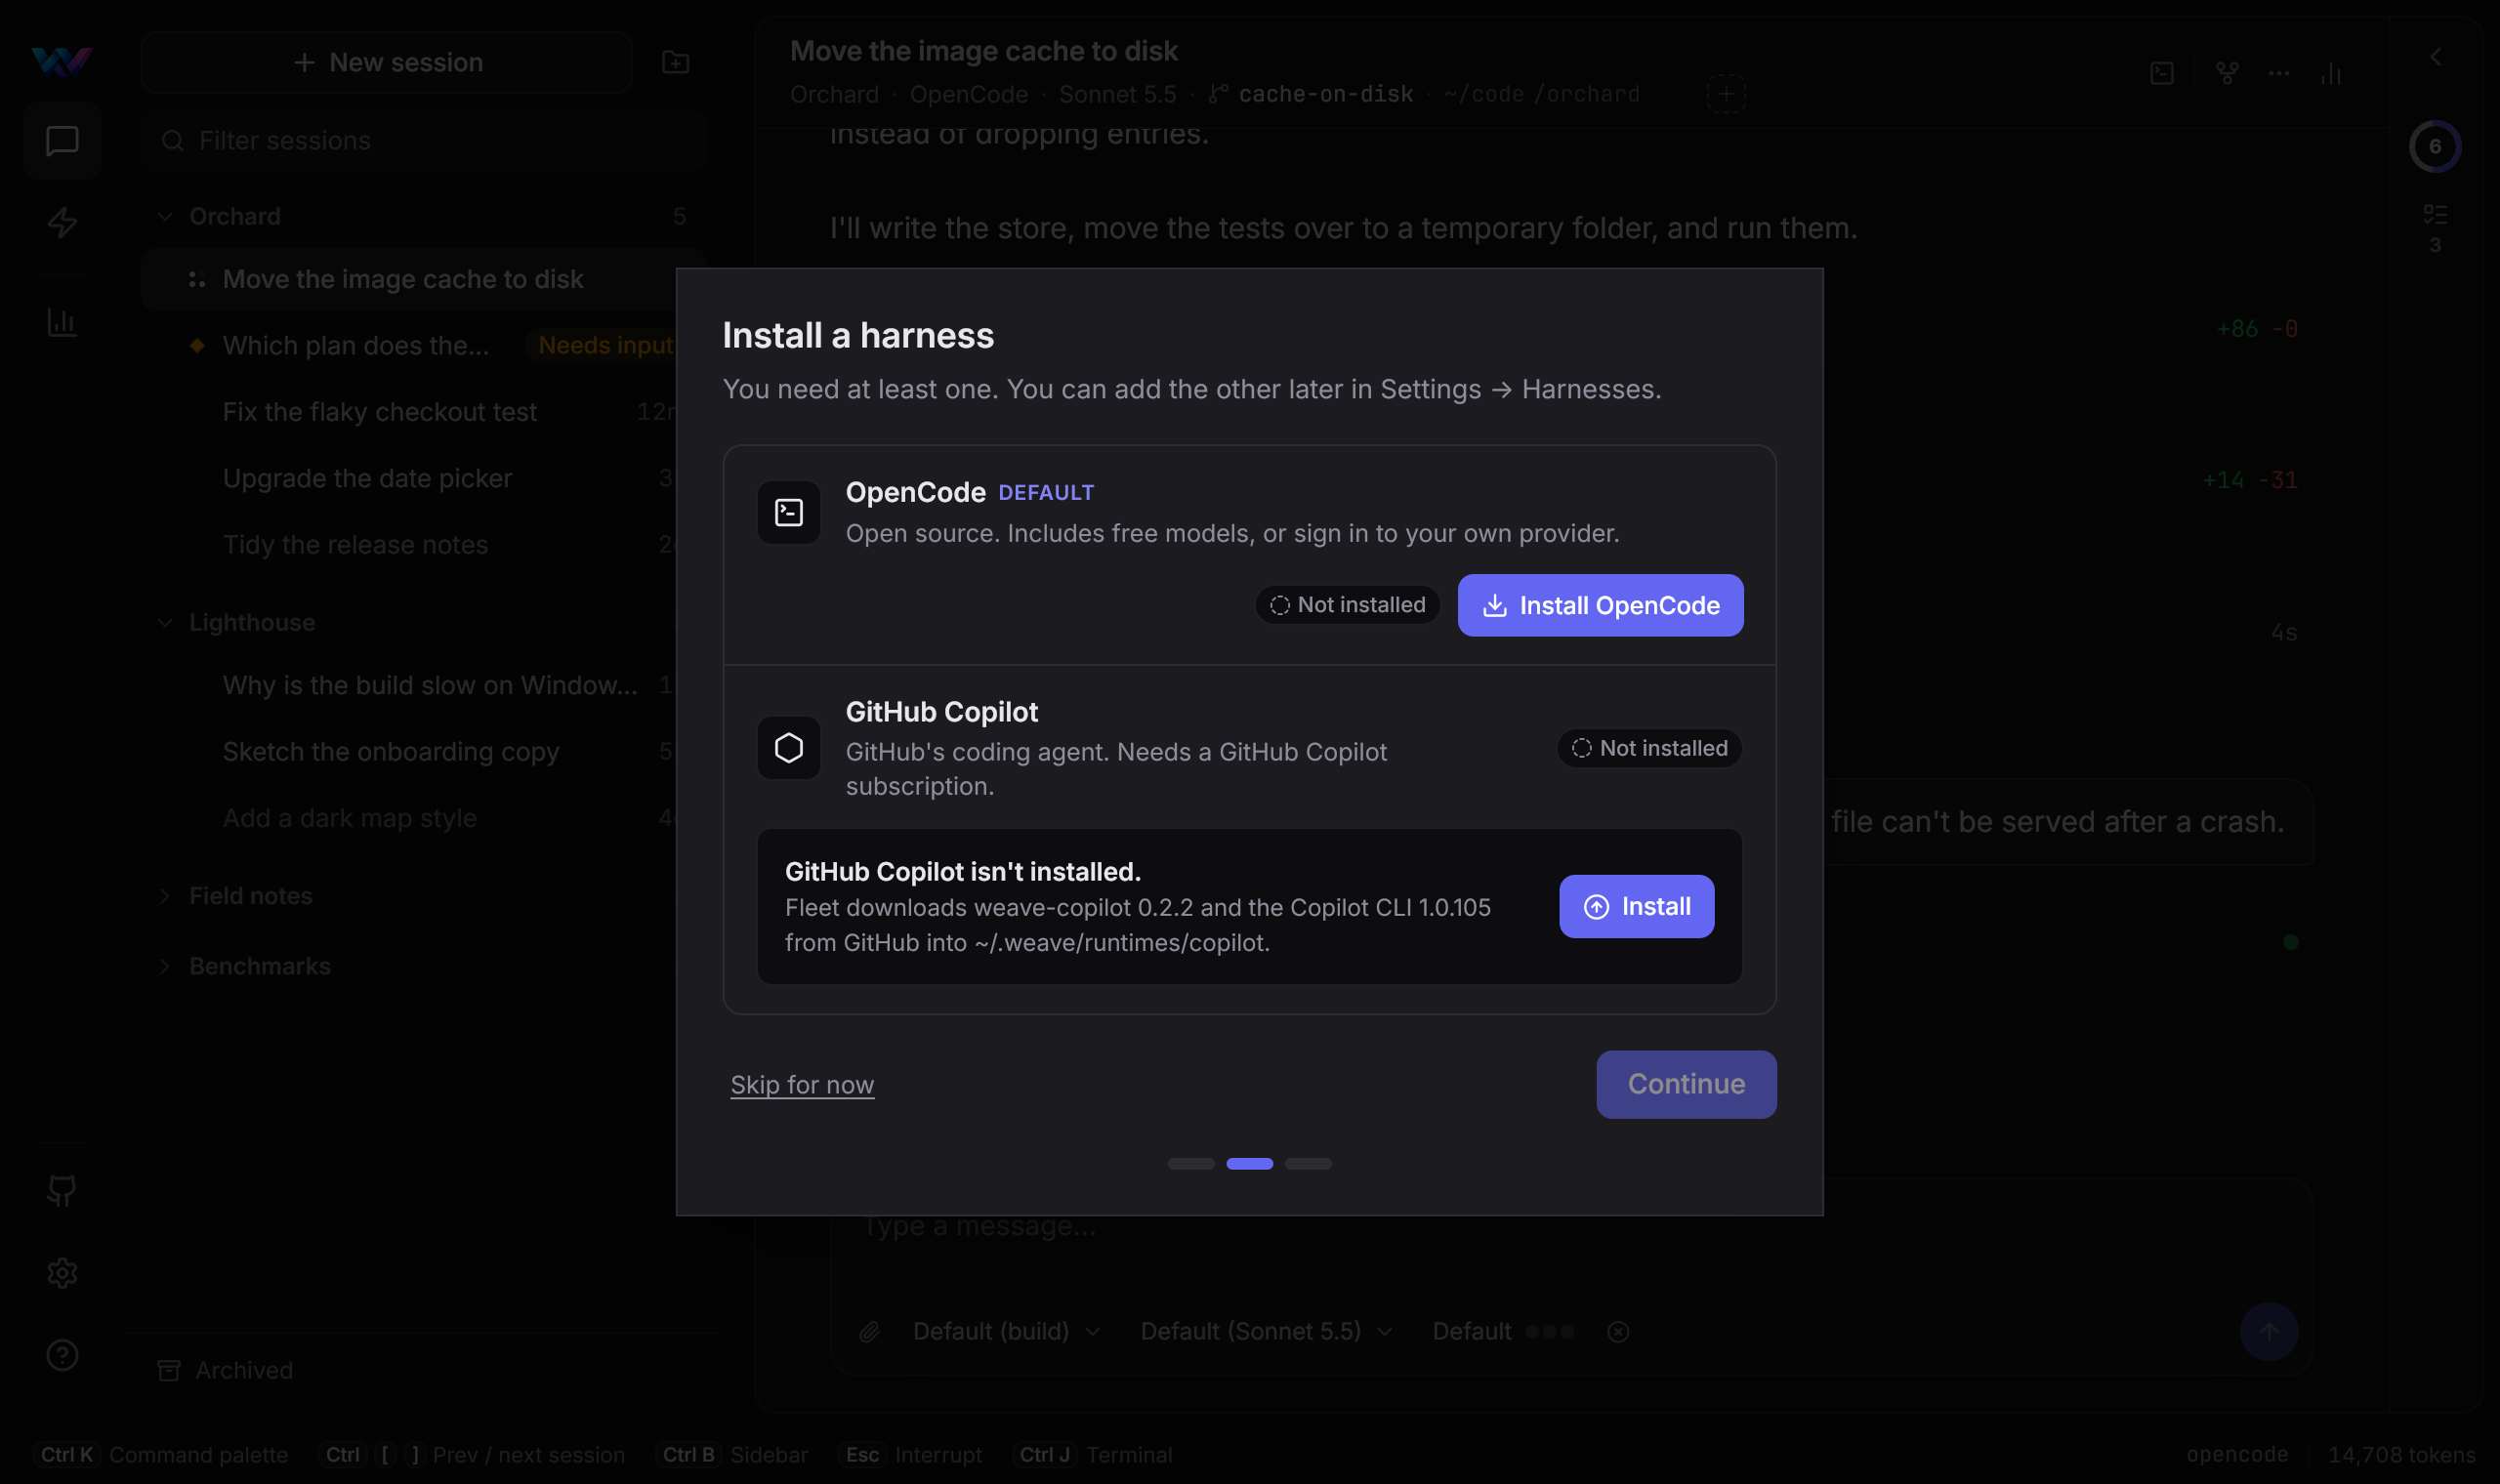 New session
Filter sessions
Orchard 5
Move the image cache to disk
Which plan does the... Needs input
Fix the flaky checkout test
Upgrade the date picker
Tidy the release notes
Lighthouse
Why is the build slow on Window...
Sketch the onboarding copy
Add a dark map style
Field notes
Benchmarks
Archived
Move the image cache to disk
Orchard · OpenCode · Sonnet 5.5 · cache-on-disk · ~/code/orchard
instead of dropping entries.
I'll write the store, move the tests over to a temporary folder, and run them.
+86 -0
+14 -31
4s
file can't be served after a crash.
6
3
Install a harness
You need at least one. You can add the other later in Settings → Harnesses.
OpenCode DEFAULT
Open source. Includes free models, or sign in to your own provider.
Not installed
Install OpenCode
GitHub Copilot
GitHub's coding agent. Needs a GitHub Copilot
subscription.
Not installed
GitHub Copilot isn't installed.
Fleet downloads weave-copilot 0.2.2 and the Copilot CLI 1.0.105
from GitHub into ~/.weave/runtimes/copilot.
Install
Skip for now
Continue
Type a message...
Default (build)
Default (Sonnet 5.5)
Default
Ctrl K Command palette
Ctrl [ ] Prev / next session
Ctrl B Sidebar
Esc Interrupt
Ctrl J Terminal
opencode
14,708 tokens